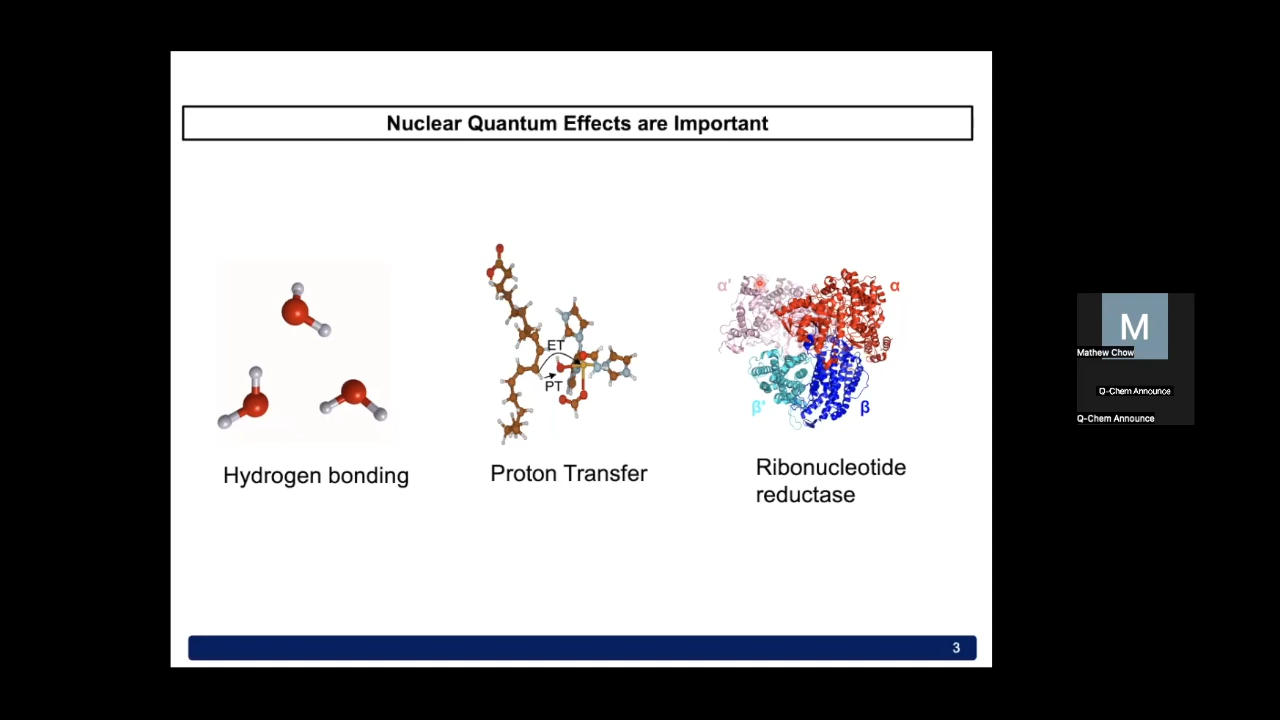 Nuclear Quantum Effects are Important
ET
PT
α'
α
β'
β
Hydrogen bonding
Proton Transfer
Ribonucleotide
reductase
3
M
Mathew Chow
Q-Chem Announce
Q-Chem Announce